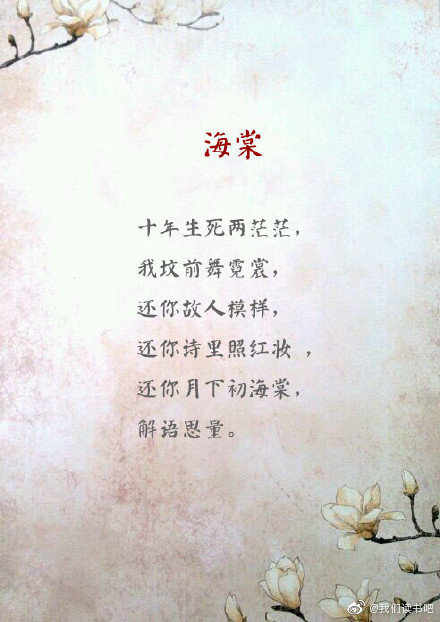 海棠
十年生死两茫茫，
我坟前舞霓裳，
还你故人模样，
还你诗里照红妆 ，
还你月下初海棠，
解语思量。
@我们读书吧